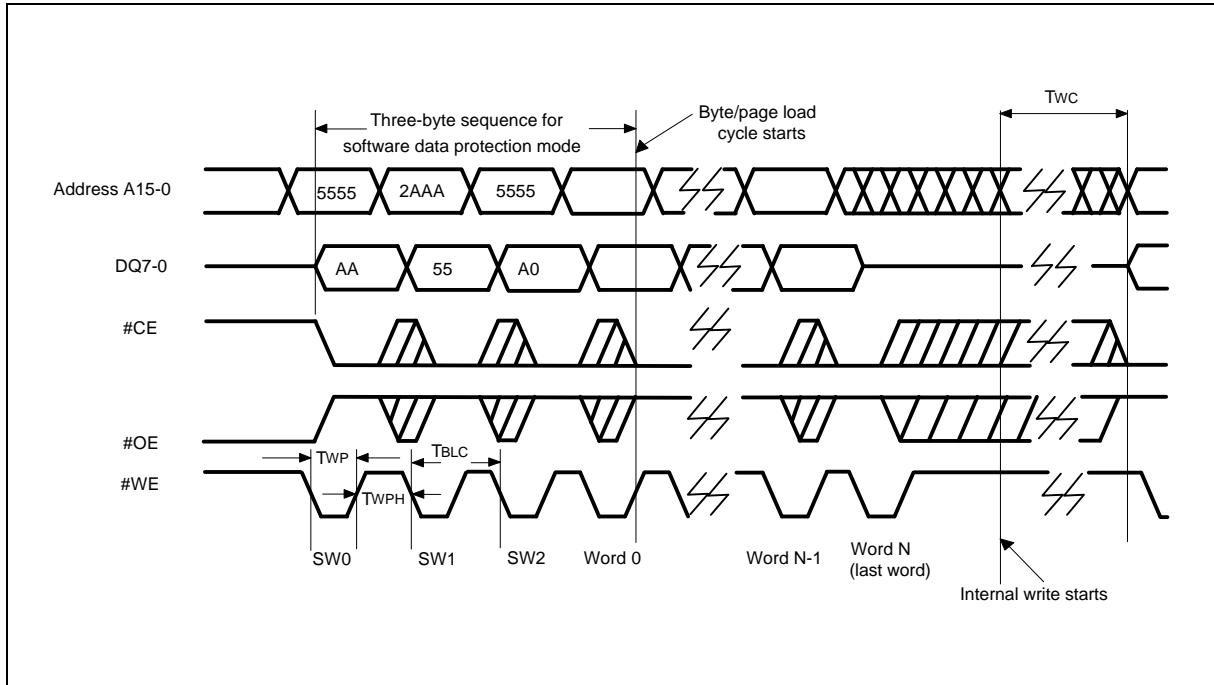 TWC
Three-byte sequence for
software data protection mode
Byte/page load
cycle starts
Address A15-0
5555
2AAA
5555
DQ7-0
AA
55
A0
#CE
#OE
TWP
TBLC
#WE
TWPH
SW0
SW1
SW2
Word 0
Word N-1
Word N
(last word)
Internal write starts